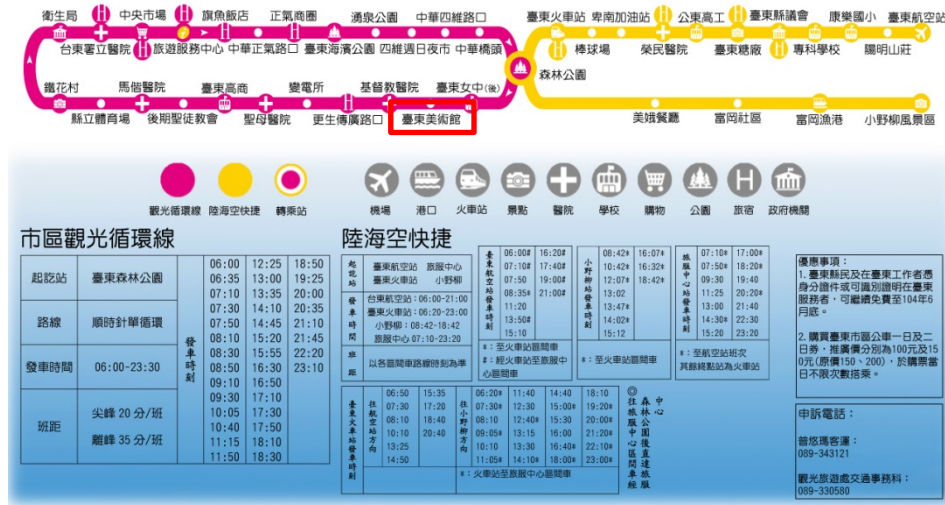 衛生局 中央市場 旗魚飯店 正氣商圈 湧泉公園 中華四維路口
台東署立醫院 旅遊服務中心 中華正氣路口 臺東海濱公園 四維週日夜市 中華橋頭
鐵花村 馬偕醫院 臺東高商 變電所 基督教醫院 臺東女中(後)
縣立體育場 後期聖徒教會 聖母醫院 更生傳廣路口 臺東美術館
臺東火車站 卑南加油站 公東高工 臺東縣議會 康樂國小 臺東航空站
棒球場 榮民醫院 臺東糖廠 專科學校 陽明山莊
森林公園
美娥餐廳 富岡社區 富岡漁港 小野柳風景區
觀光循環線 陸海空快捷 轉乘站 機場 港口 火車站 景點 醫院 學校 購物 公園 旅宿 政府機關
H
市區觀光循環線
起訖站 臺東森林公園
路線 順時針單循環
發車時間 06:00-23:30
班距 尖峰 20 分/班
離峰 35 分/班
發車時刻
06:00 12:25 18:50
06:35 13:00 19:25
07:10 13:35 20:00
07:30 14:10 20:35
07:50 14:45 21:10
08:10 15:20 21:45
08:30 15:55 22:20
08:50 16:30 23:10
09:10 16:50
09:30 17:10
10:05 17:30
10:40 17:50
11:15 18:10
11:50 18:30
陸海空快捷
起訖站 臺東航空站 旅服中心
臺東火車站 小野柳
發車時間 台東航空站:06:00-21:00
臺東火車站:06:20-23:00
小野柳:08:42-18:42
旅服中心 07:10-23:20
班距 以各區間車路線時刻為準
臺東航空站發車時刻
06:00# 16:20#
07:10# 17:40#
07:50 19:00#
08:35* 21:00#
11:20
13:50#
15:10
*:至火車站區間車
#:經火車站至旅服中心區間車
小野柳站發車時刻
08:42* 16:07*
10:42* 16:32*
12:07* 18:42*
13:02
13:47*
14:02*
15:12
*:至火車站區間車
旅服中心發車時刻
07:10* 17:00*
07:50* 18:20*
09:30 19:40
11:25 20:20*
13:00 21:40
14:30* 22:30
15:20 23:20
*:至航空站班次
其餘終點站為火車站
臺東火車站發車時刻
往航空站方向
06:50 15:35
07:30 17:20
08:10 18:40
10:10 20:40
13:25
14:50
往小野柳方向
06:20* 11:40 14:40 18:10
07:30* 12:30 15:00* 19:20*
08:10 12:40* 15:30 20:00*
09:05* 13:15 16:00 21:20*
10:10 13:30 16:40* 22:10*
11:05* 14:10* 18:00* 23:00*
*:火車站至旅服中心區間車
◎往旅服中心區間車經森林公園後直達旅服中心
優惠事項:
1. 臺東縣民及在臺東工作者憑身分證件或可識別證明在臺東服務者,可繼續免費至104年6月底。
2. 購買臺東市區公車一日及二日券,推廣價分別為100元及150元(原價150、200),於購票當日不限次數搭乘。
申訴電話:
普悠瑪客運:
089-343121
觀光旅遊處交通事務科:
089-330580